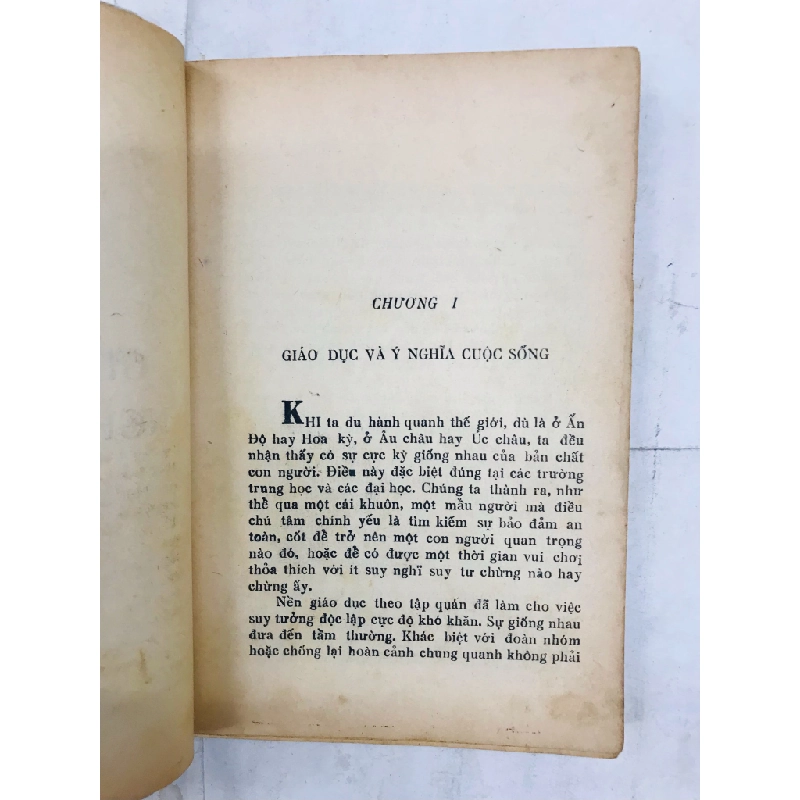 CHƯƠNG I
GIÁO DỤC VÀ Ý NGHĨA CUỘC SỐNG
KHI ta du hành quanh thế giới, dù là ở Ấn
Độ hay Hoa kỳ, ở Âu châu hay Úc châu, ta đều
nhận thấy có sự cực kỳ giống nhau của bản chất
con người. Điều này đặc biệt đúng tại các trường
trung học và các đại học. Chúng ta thành ra, như
thể qua một cái khuôn, một mẫu người mà điều
chú tâm chính yếu là tìm kiếm sự bảo đảm an
toàn, cốt để trở nên một con người quan trọng
nào đó, hoặc để có được một thời gian vui chơi
thỏa thích với ít suy nghĩ suy tư chừng nào hay
chừng ấy.
Nền giáo dục theo tập quán đã làm cho việc
suy tưởng độc lập cực độ khó khăn. Sự giống nhau
đưa đến tầm thường. Khác biệt với đoàn nhóm
hoặc chống lại hoàn cảnh chung quanh không phải